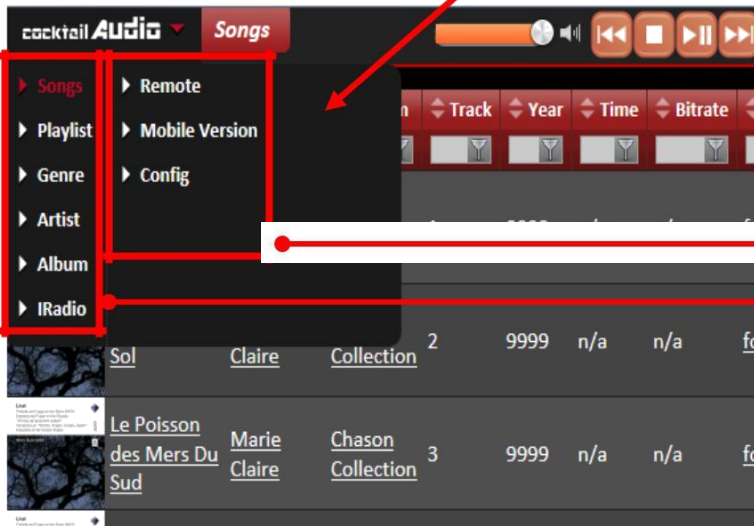 cocktail Audio Songs
Songs
Playlist
Genre
Artist
Album
IRadio
Remote
Mobile Version
Config
Track Year Time Bitrate
Sol
Claire
Collection
2 9999 n/a n/a
Le Poisson
des Mers Du
Sud
Marie
Claire
Chason
Collection
3 9999 n/a n/a